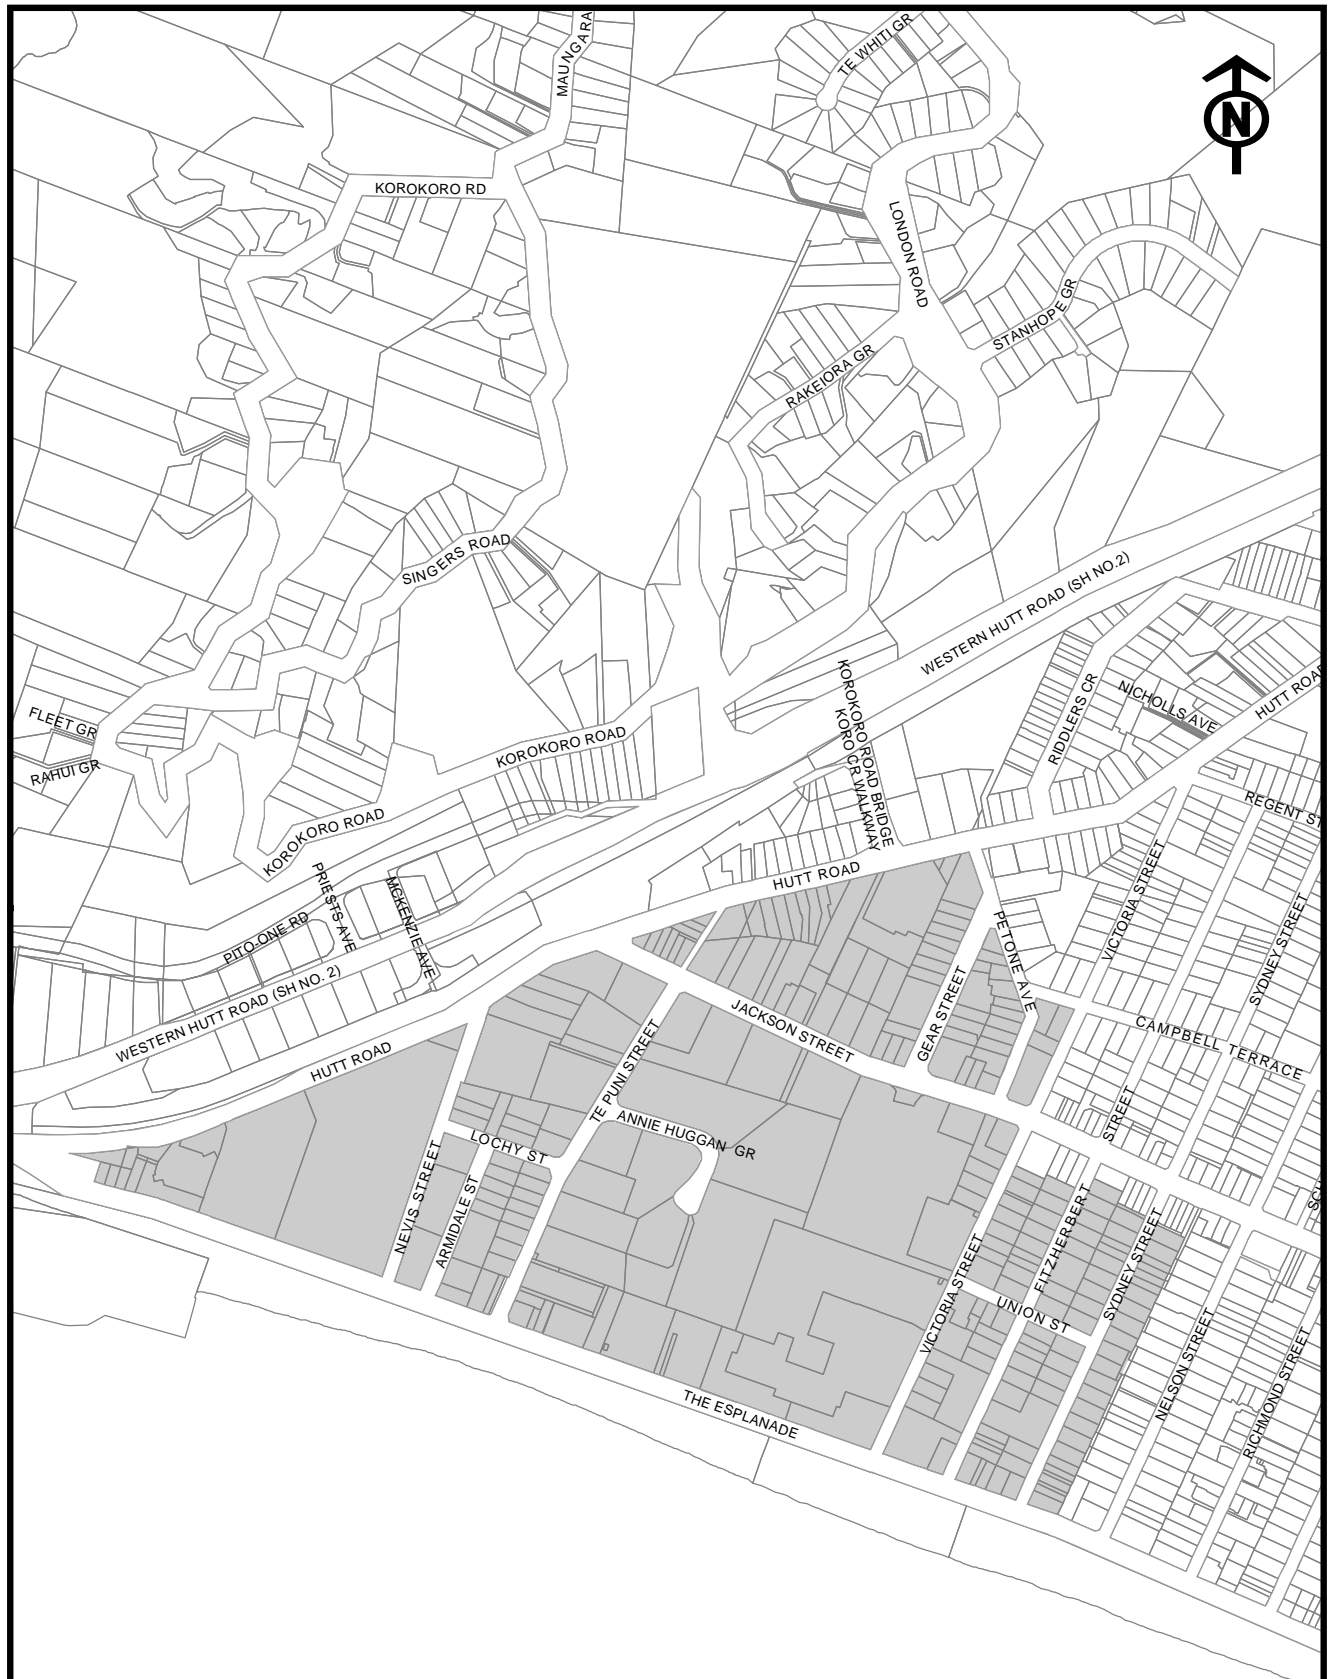 MAUNGARA
TE WHITI GR
N
KOROKORO RD
LONDON ROAD
STANHOPE GR
RAKEIORA GR
SINGERS ROAD
WESTERN HUTT ROAD (SH NO.2)
KOROKORO ROAD BRIDGE
KORO CR WALKWAY
RIDDLERS CR
NICHOLLS AVE
HUTT ROAD
FLEET GR
RAHUI GR
KOROKORO ROAD
KOROKORO ROAD
REGENT ST
PRIESTS AVE
MCKENZIE AVE
HUTT ROAD
VICTORIA STREET
SYDNEY STREET
PITO-ONE RD
PETONE AVE
WESTERN HUTT ROAD (SH NO. 2)
GEAR STREET
JACKSON STREET
CAMPBELL TERRACE
HUTT ROAD
TE PUNI STREET
ANNIE HUGGAN GR
STREET
LOCHY ST
NEVIS STREET
ARMIDALE ST
FITZHERBERT
SYDNEY STREET
VICTORIA STREET
UNION ST
NELSON STREET
RICHMOND STREET
THE ESPLANADE